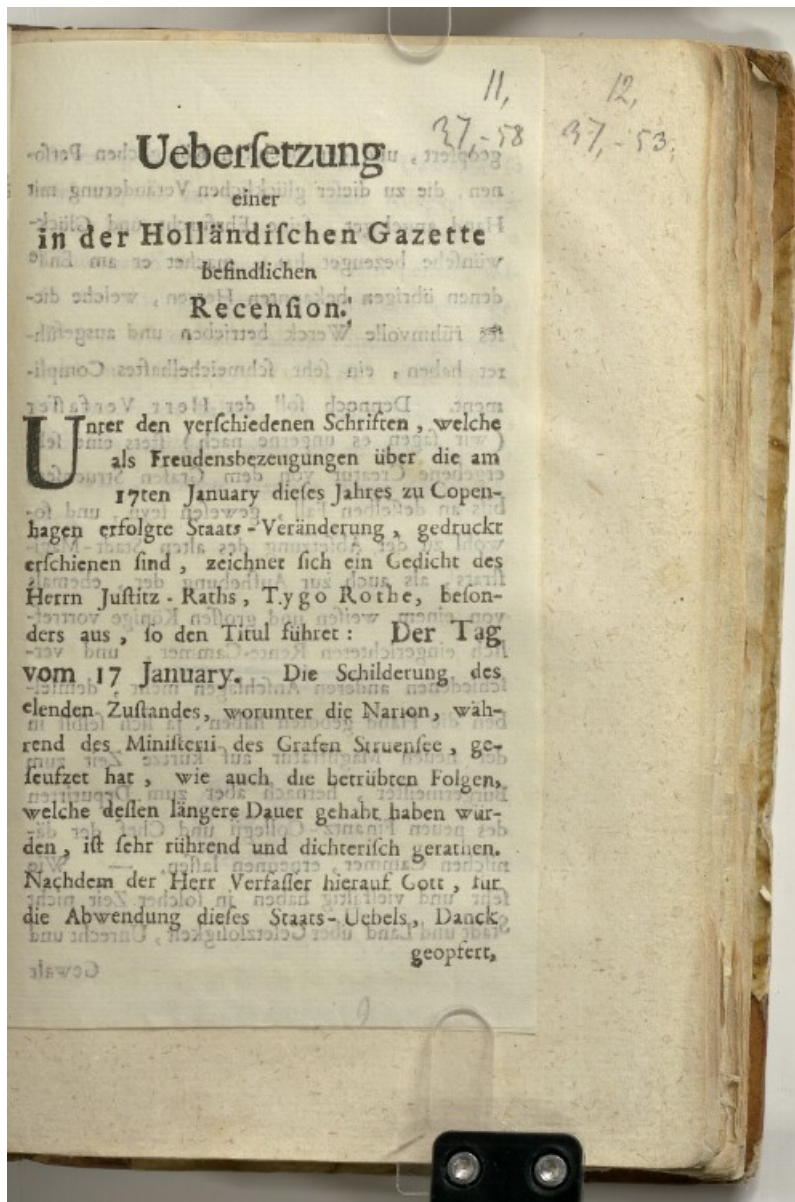 11,
12,
37,-58
37,-53,
Ueberſetzung
einer
in der Holländiſchen Gazette
befindlichen
Recenſion.
Unter den verſchiedenen Schriften, welche
als Freudensbezeugungen über die am
17ten January dieſes Jahres zu Copen-
hagen erfolgte Staats-Veränderung, gedruckt
erſchienen ſind, zeichnet ſich ein Gedicht des
Herrn Juſtitz-Raths, Tygo Rothe, beſon-
ders aus, ſo den Titul führet: Der Tag
vom 17 January. Die Schilderung des
elenden Zuſtandes, worunter die Nation, wäh-
rend des Miniſterii des Grafen Struenſee, ge-
ſeufzet hat, wie auch die betrübten Folgen,
welche deſſen längere Dauer gehabt haben wür-
den, iſt ſehr rührend und dichteriſch gerathen.
Nachdem der Herr Verfaſſer hierauf Gott, für
die Abwendung dieſes Staats-Uebels, Danck
geopfert,